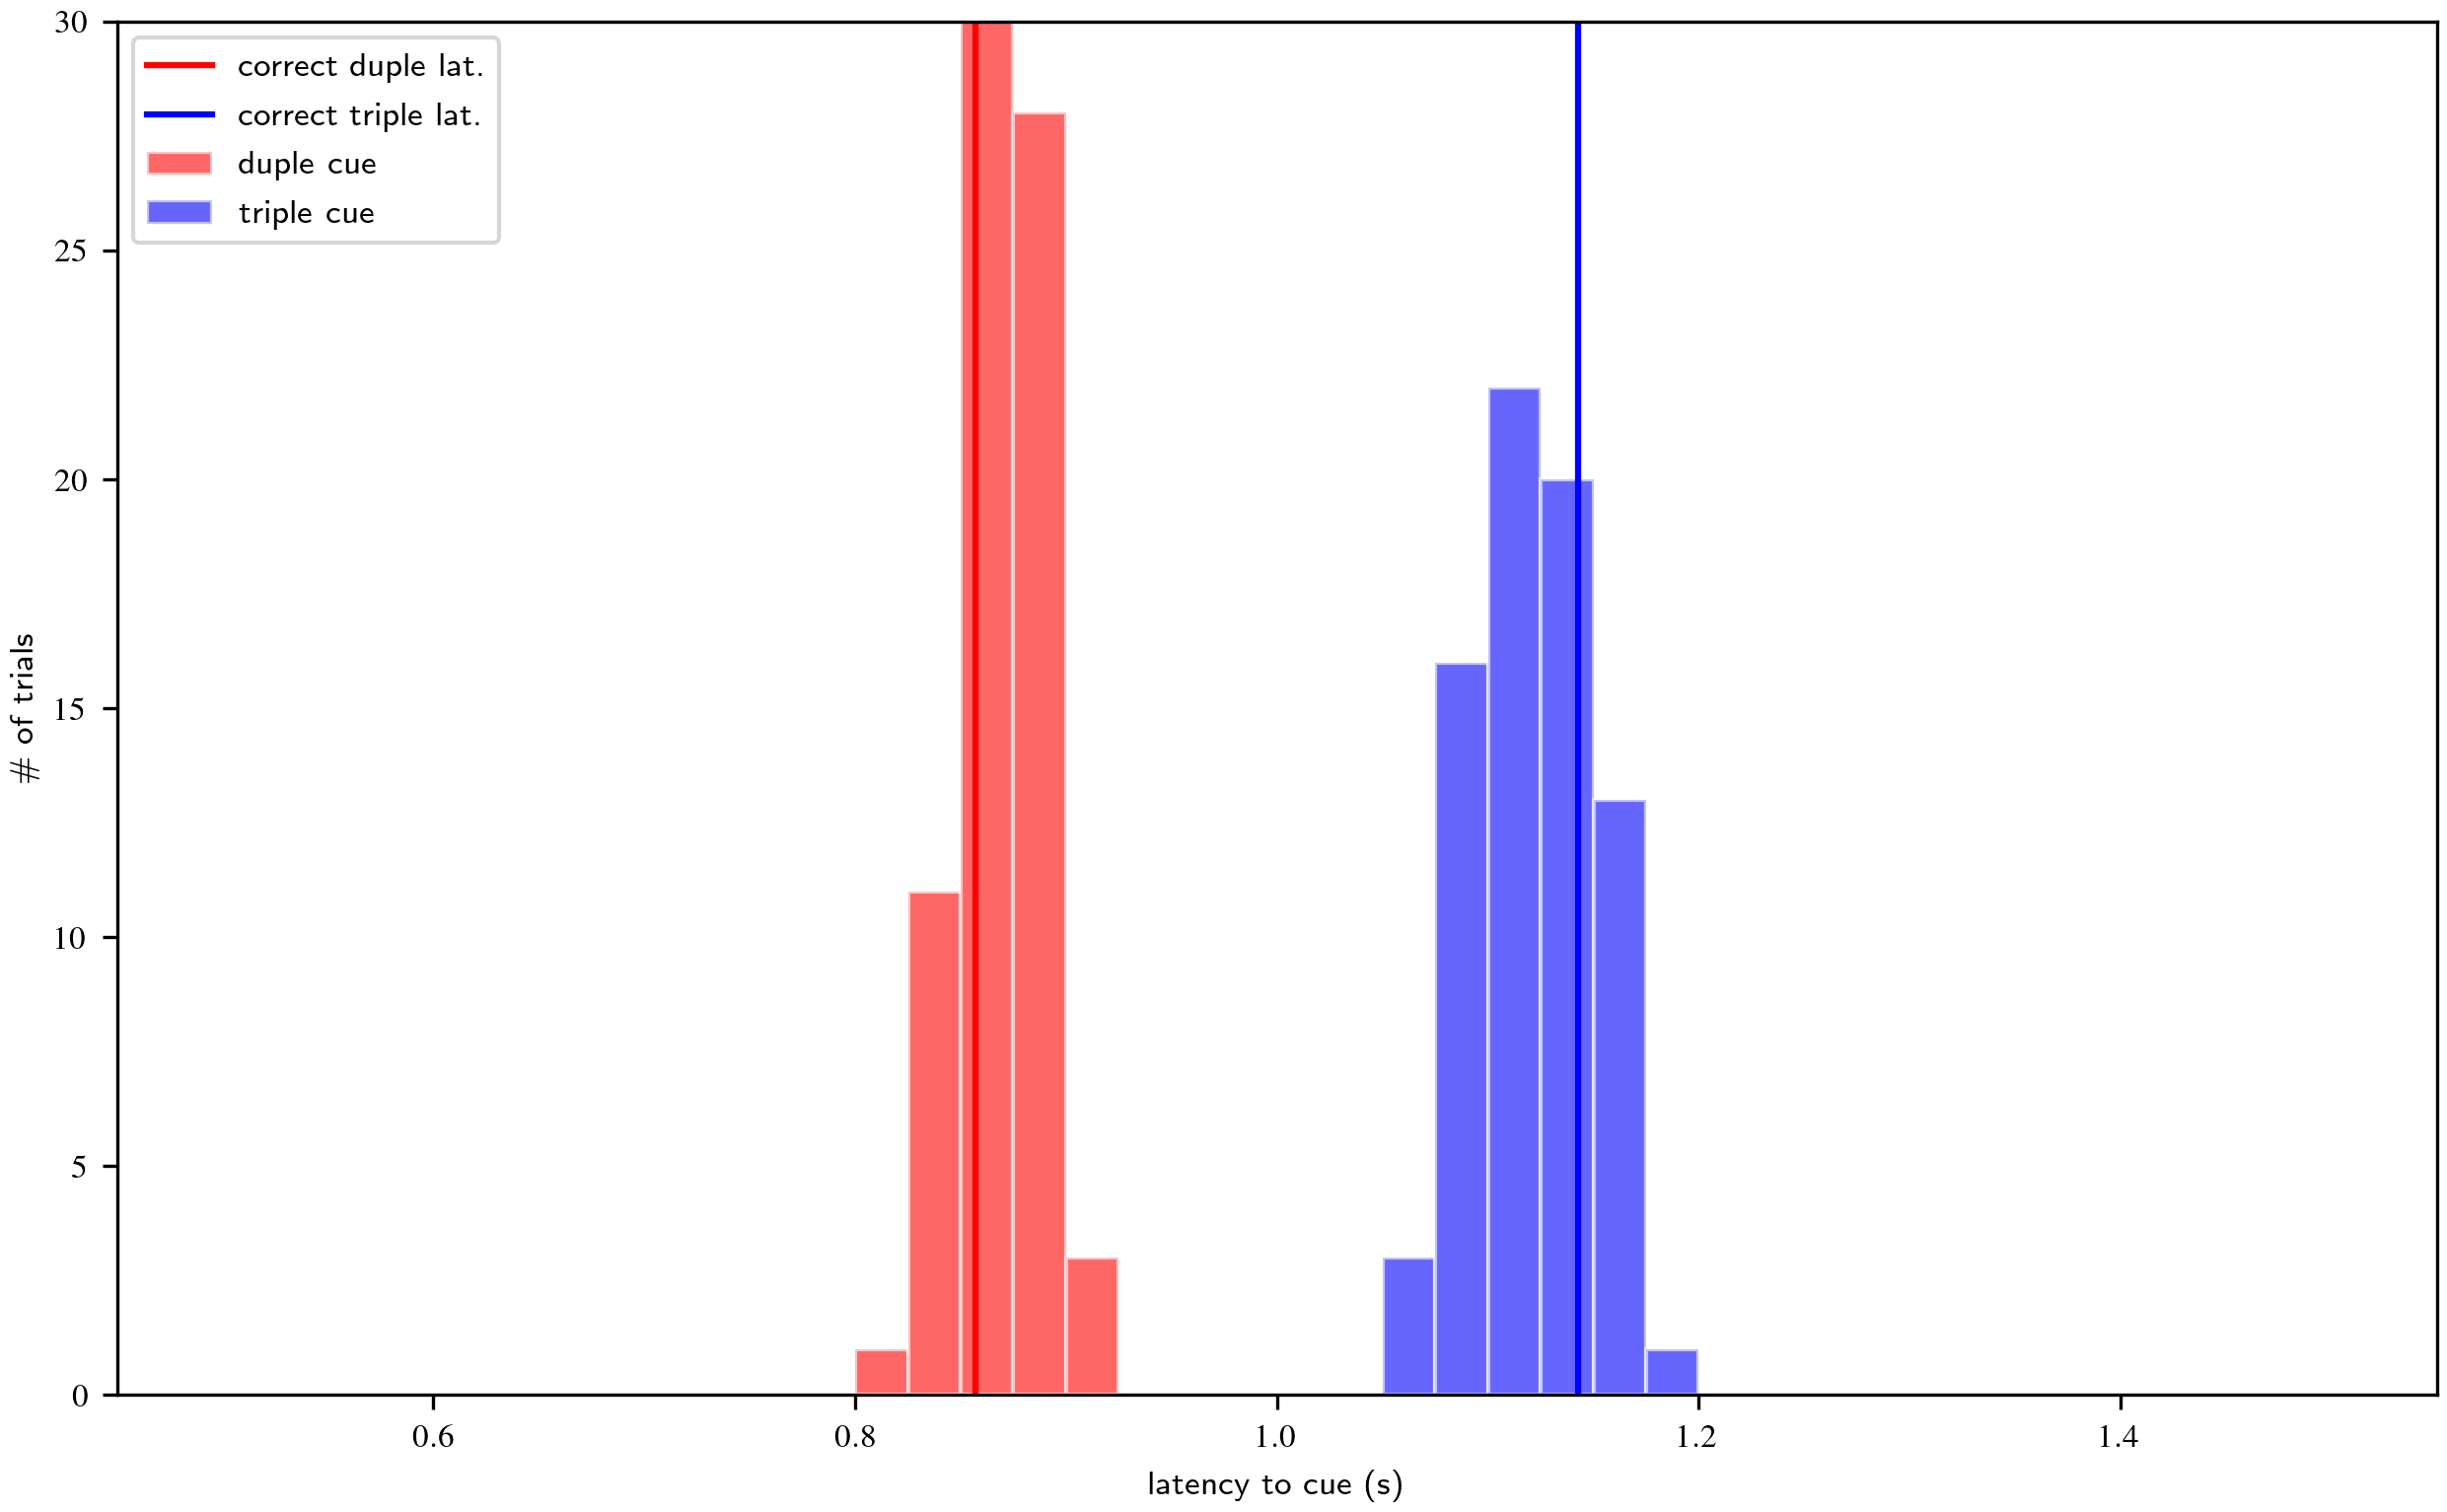 30
25
20
15
10
5
0
# of trials
correct duple lat.
correct triple lat.
duple cue
triple cue
0.6
0.8
1.0
1.2
1.4
latency to cue (s)